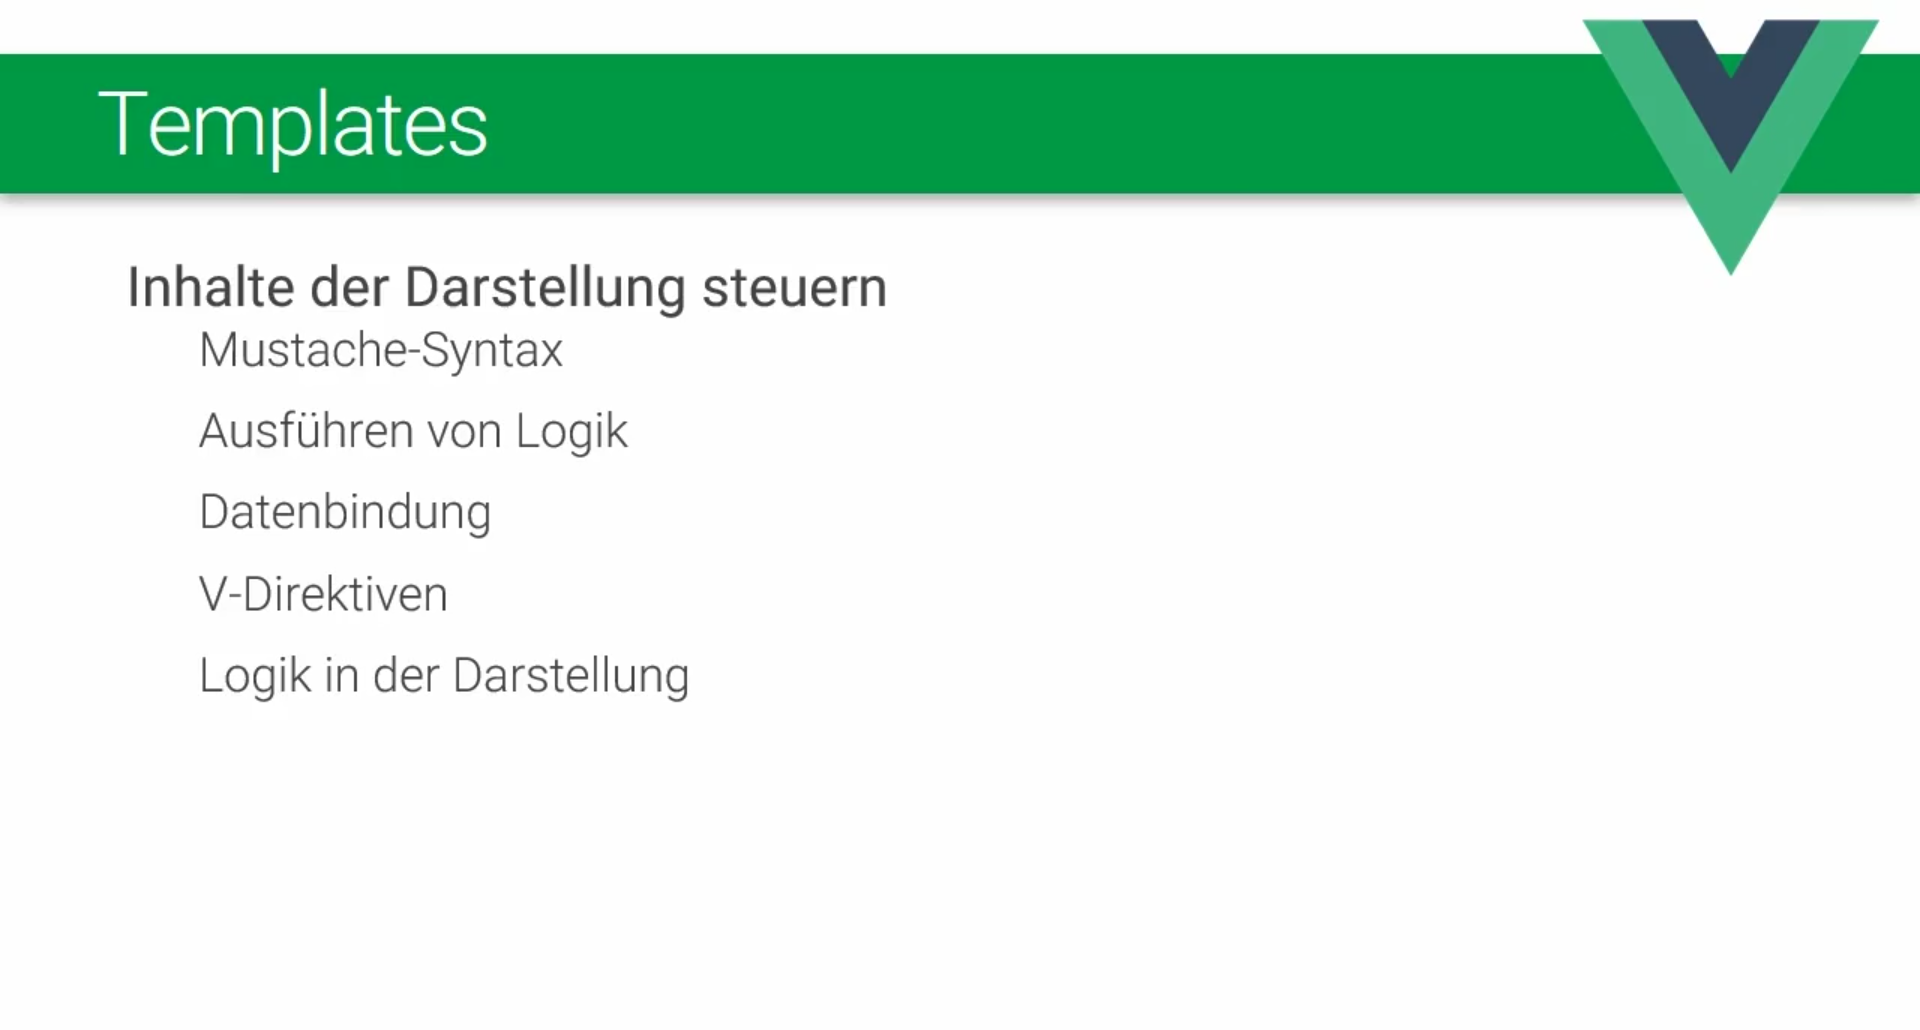 Templates
Inhalte der Darstellung steuern
Mustache-Syntax
Ausführen von Logik
Datenbindung
V-Direktiven
Logik in der Darstellung